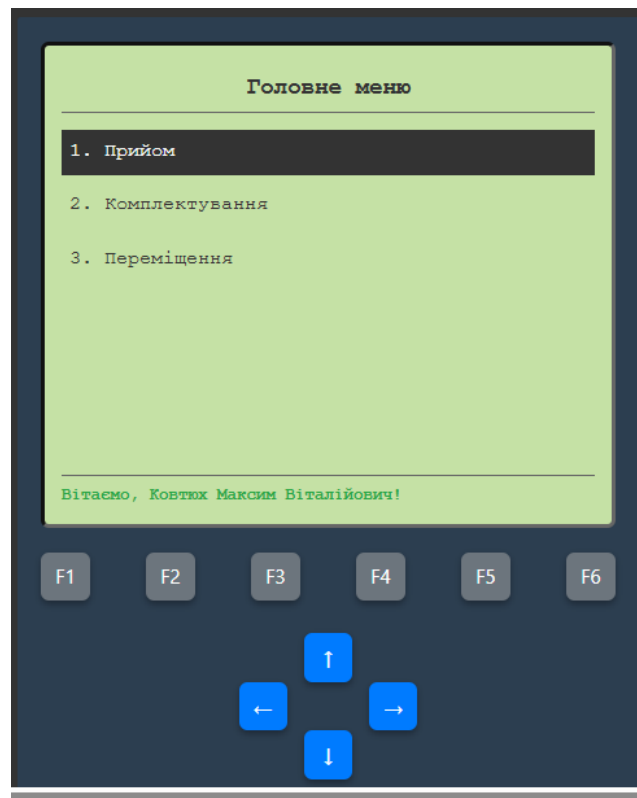 Головне меню
1. Прийом
2. Комплектування
3. Переміщення
Вітаємо, Ковтюх Максим Віталійович!
F1 F2 F3 F4 F5 F6
↑
← →
↓